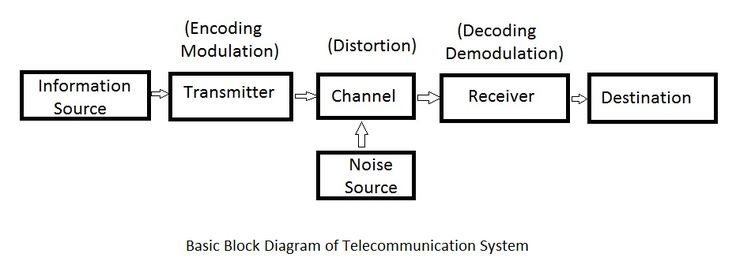 (Encoding
Modulation)
(Distortion)
(Decoding
Demodulation)
Information
Source
Transmitter
Channel
Receiver
Destination
Noise
Source
Basic Block Diagram of Telecommunication System